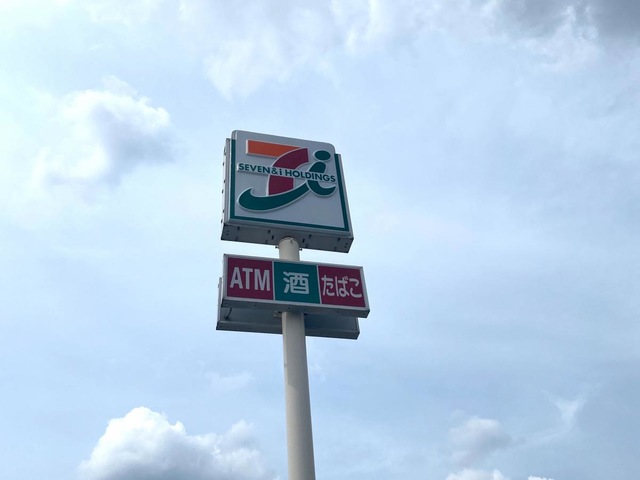 SEVEN & i HOLDINGS
ATM 酒 たばこ